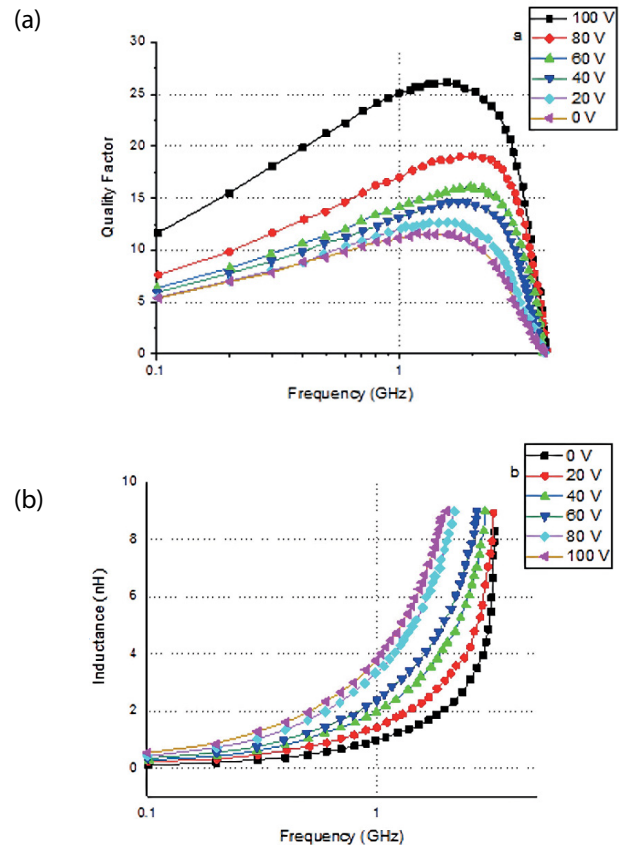 (a)
a
100 V
80 V
60 V
40 V
20 V
0 V
30
25
20
15
10
5
0
Quality Factor
0.1
1
Frequency (GHz)
(b)
b
0 V
20 V
40 V
60 V
80 V
100 V
10
8
6
4
2
0
Inductance (nH)
0.1
1
Frequency (GHz)